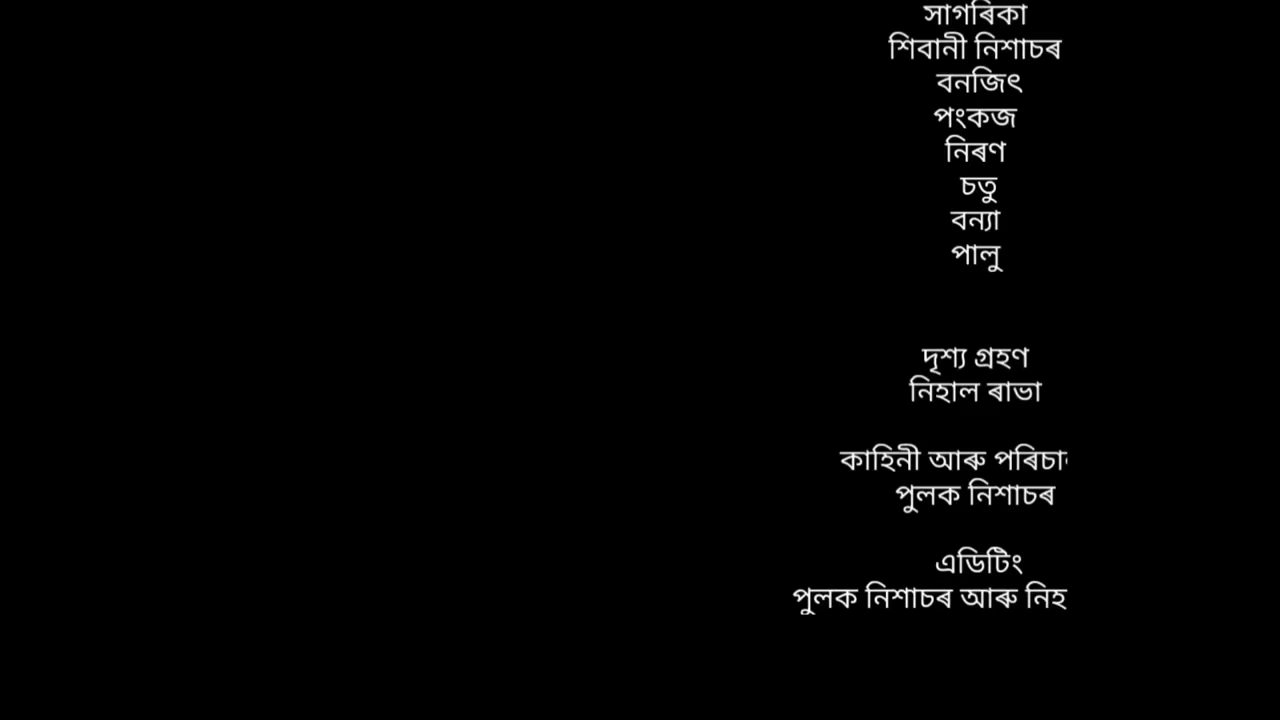 সাগৰিকা
শিবানী নিশাচৰ
বনজিৎ
পংকজ
নিৰণ
চতু
বন্যা
পালু
দৃশ্য গ্ৰহণ
নিহাল ৰাভা
কাহিনী আৰু
পুলক নিশাচৰ
এডিটিং
পুলক নিশাচৰ আৰু